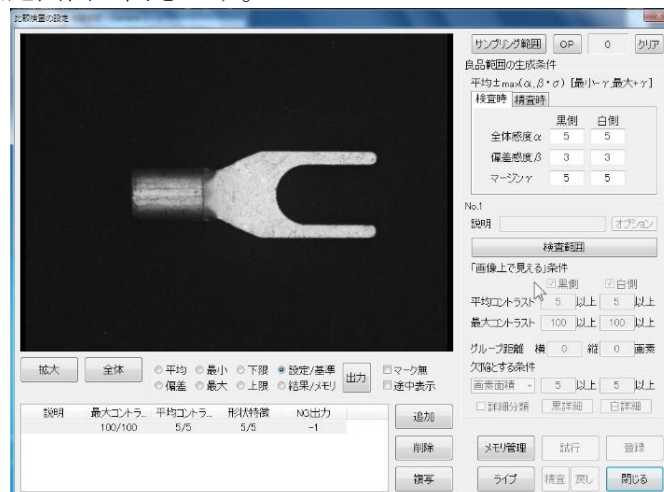 比較検査の設定
サンプリング範囲 OP 0 クリア
良品範囲の生成条件
平均±max(α,β・σ) [最小-γ,最大+γ]
検査時 精査時
黒側 白側
全体感度α 5 5
偏差感度β 3 3
マージンγ 5 5
No.1
説明 オプション
検査範囲
「画像上で見える」条件
黒側 白側
平均コントラスト 5 以上 5 以上
最大コントラスト 100 以上 100 以上
グループ距離 横 0 縦 0 画素
欠陥とする条件
画素面積 5 以上 5 以上
詳細分類 黒詳細 白詳細
メモリ管理 試行 登録
ライブ 精査 戻し 閉じる
拡大 全体
平均 最小 下限 設定/基準
偏差 最大 上限 結果/メモリ
出力
マーク無
途中表示
説明 最大コントラ... 平均コントラ... 形状特徴 NG出力
100/100 5/5 5/5 -1
追加
削除
複写